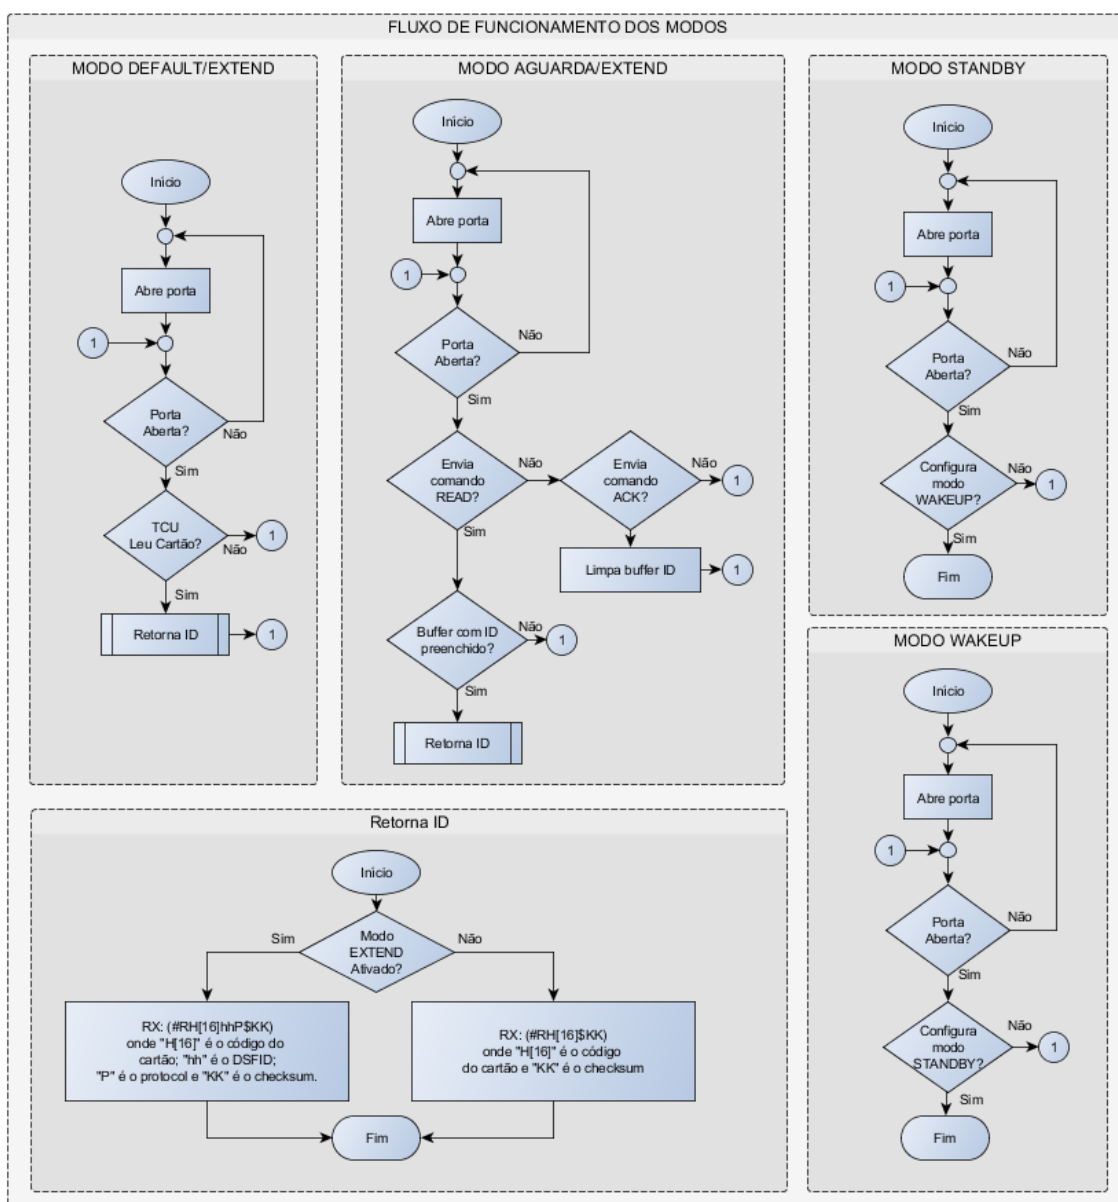 FLUXO DE FUNCIONAMENTO DOS MODOS
MODO DEFAULT/EXTEND
Início
Abre porta
1
Porta
Aberta?
Não
Sim
TCU
Leu Cartão?
Não
1
Sim
Retorna ID
1
MODO AGUARDA/EXTEND
Início
Abre porta
1
Porta
Aberta?
Não
Sim
Envia
comando
READ?
Não
Envia
comando
ACK?
Não
1
Sim
Limpa buffer ID
1
Buffer com ID
preenchido?
Não
1
Sim
Retorna ID
MODO STANDBY
Início
Abre porta
1
Porta
Aberta?
Não
Sim
Configura
modo
WAKEUP?
Não
1
Sim
Fim
MODO WAKEUP
Início
Abre porta
1
Porta
Aberta?
Não
Sim
Configura
modo
STANDBY?
Não
1
Sim
Fim
Retorna ID
Início
Modo
EXTEND
Ativado?
Sim
Não
RX: (#RH[16]hhP$KK)
onde "H[16]" é o código do
cartão; "hh" é o DSFID;
"P" é o protocol e "KK" é o checksum.
RX: (#RH[16]$KK)
onde "H[16]" é o código
do cartão e "KK" é o checksum
Fim